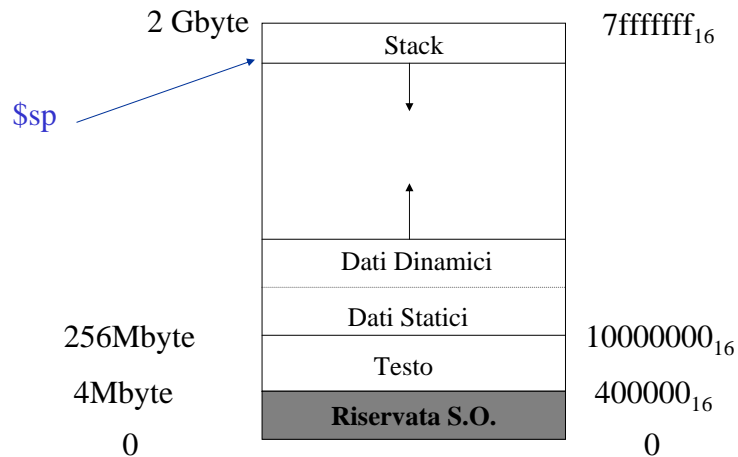 2 Gbyte
Stack
7fffffff16
$sp
Dati Dinamici
Dati Statici
256Mbyte
1000000016
Testo
4Mbyte
40000016
Riservata S.O.
0
0